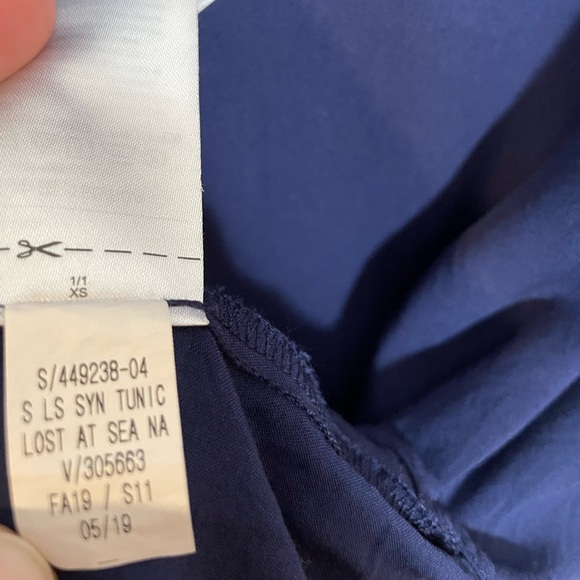 1/1
XS
S/449238-04
S LS SYN TUNIC
LOST AT SEA NA
V/305663
FA19 / S11
05/19